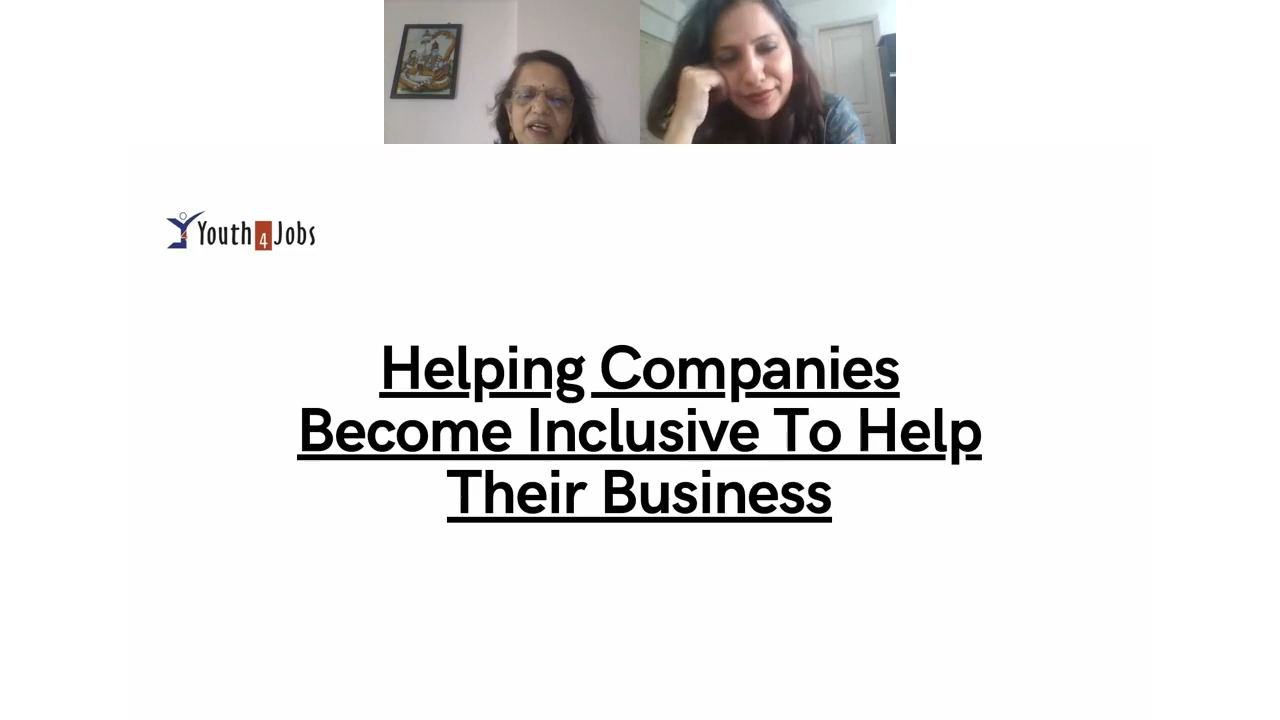 Youth 4 Jobs
Helping Companies
Become Inclusive To Help
Their Business